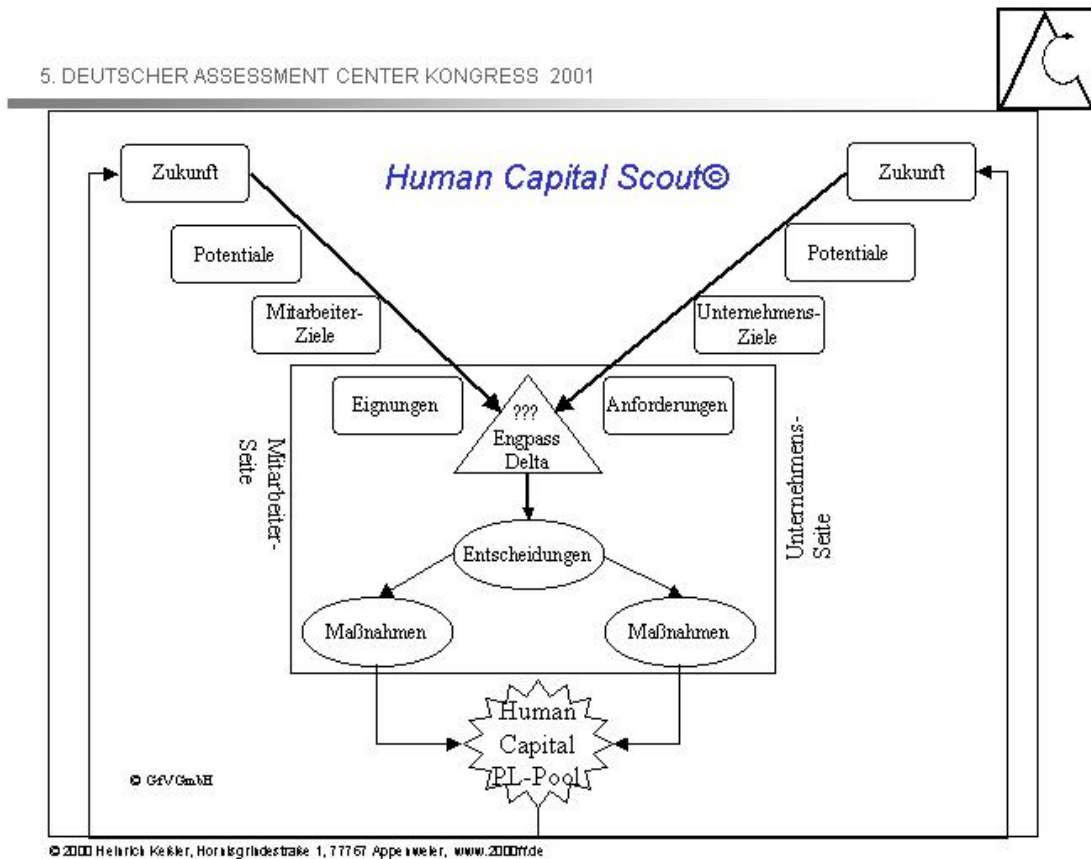 5. DEUTSCHER ASSESSMENT CENTER KONGRESS 2001
Human Capital Scout©
Zukunft
Zukunft
Potentiale
Potentiale
Mitarbeiter-
Ziele
Unternehmens-
Ziele
Eignungen
Anforderungen
???
Engpass
Delta
Mitarbeiter-
Seite
Unternehmens-
Seite
Entscheidungen
Maßnahmen
Maßnahmen
Human
Capital
PL-Pool
© GfVGmbH
© 2000 Heinrich Keßler, Hornisgrindestraße 1, 77767 Appenweier, www.2000ff.de